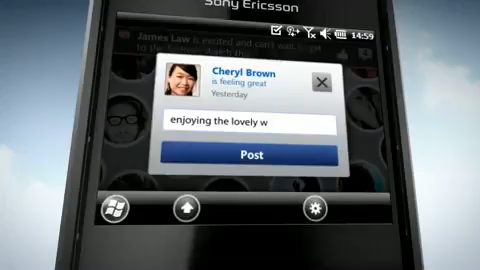 Sony Ericsson
14:59
James Law is excited and can't wait to get
Cheryl Brown
is feeling great
Yesterday
enjoying the lovely w
Post